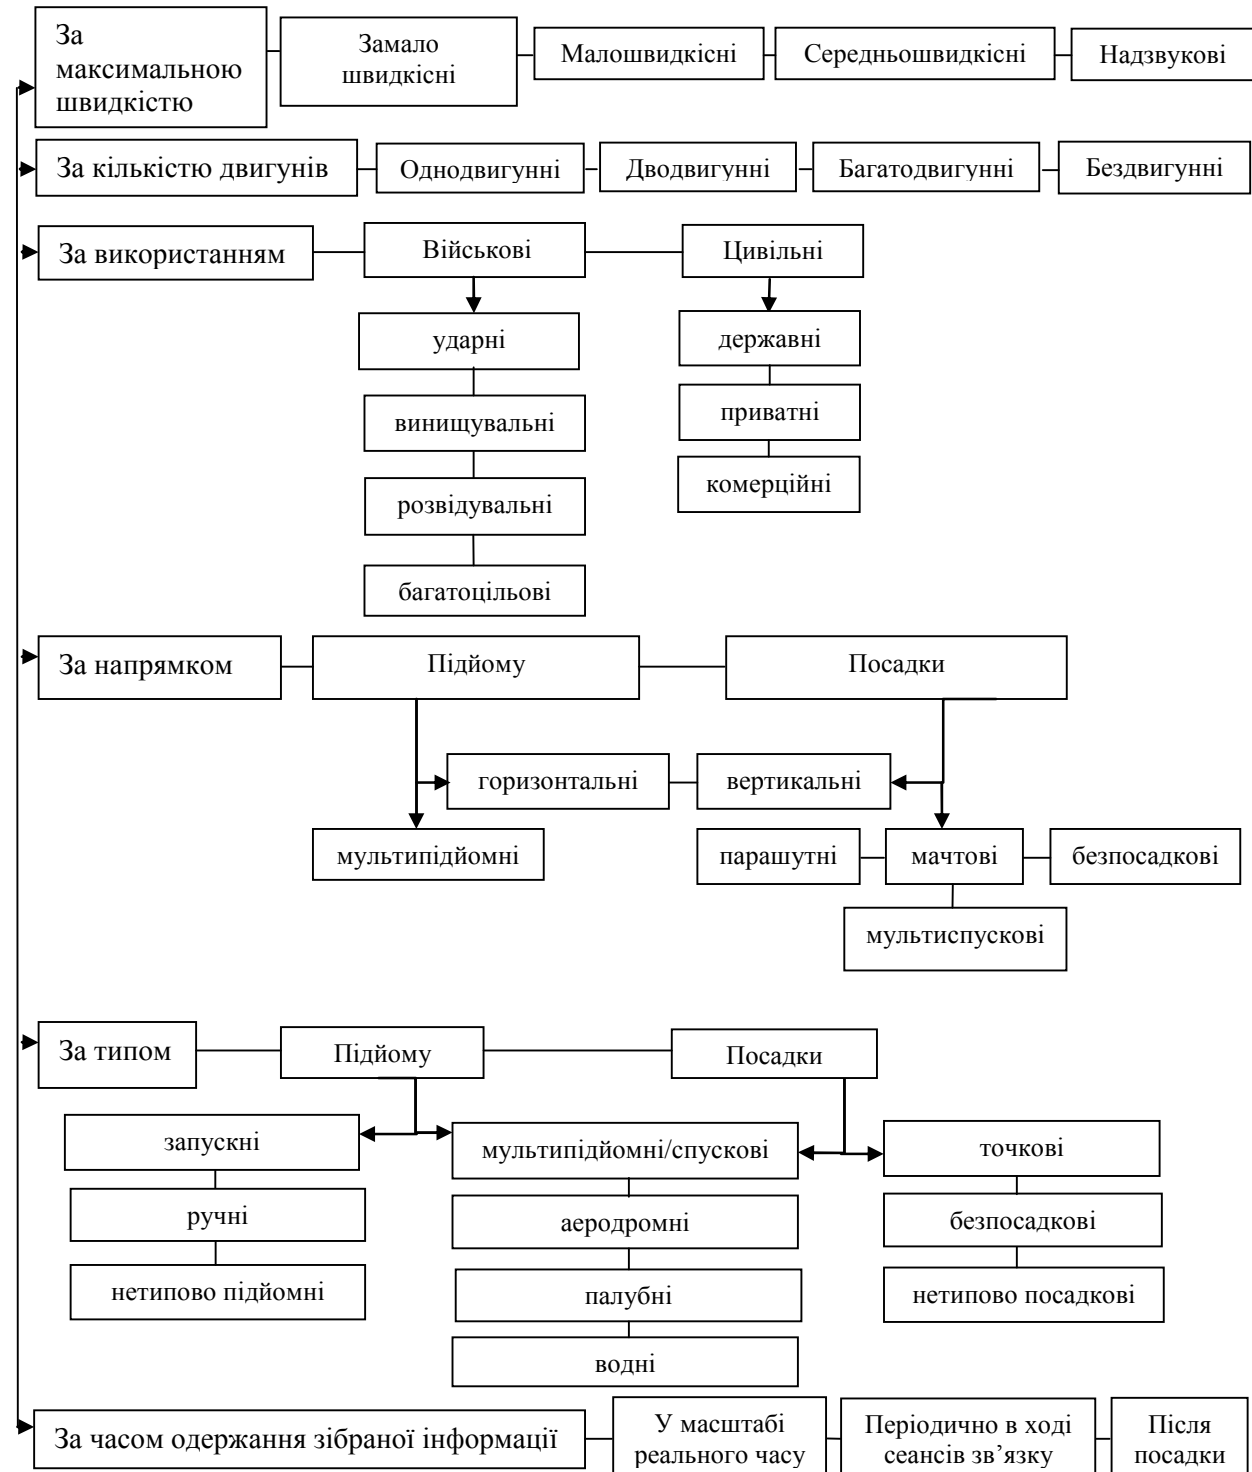 За
максимальною
швидкістю
Замало
швидкісні
Малошвидкісні
Середньошвидкісні
Надзвукові
За кількістю двигунів
Однодвигунні
Дводвигунні
Багатодвигунні
Бездвигунні
За використанням
Військові
Цивільні
ударні
державні
винищувальні
приватні
розвідувальні
комерційні
багатоцільові
За напрямком
Підйому
Посадки
горизонтальні
вертикальні
мультипідйомні
парашутні
мачтові
безпосадкові
мультиспускові
За типом
Підйому
Посадки
запускні
мультипідйомні/спускові
точкові
ручні
аеродромні
безпосадкові
нетипово підйомні
палубні
нетипово посадкові
водні
За часом одержання зібраної інформації
У масштабі
реального часу
Періодично в ході
сеансів зв’язку
Після
посадки